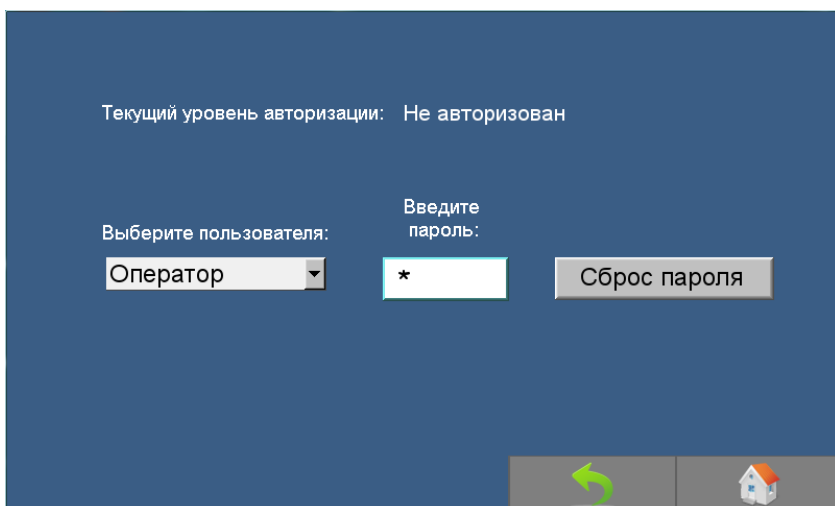 Текущий уровень авторизации: Не авторизован
Введите
пароль:
Выберите пользователя:
Оператор * Сброс пароля